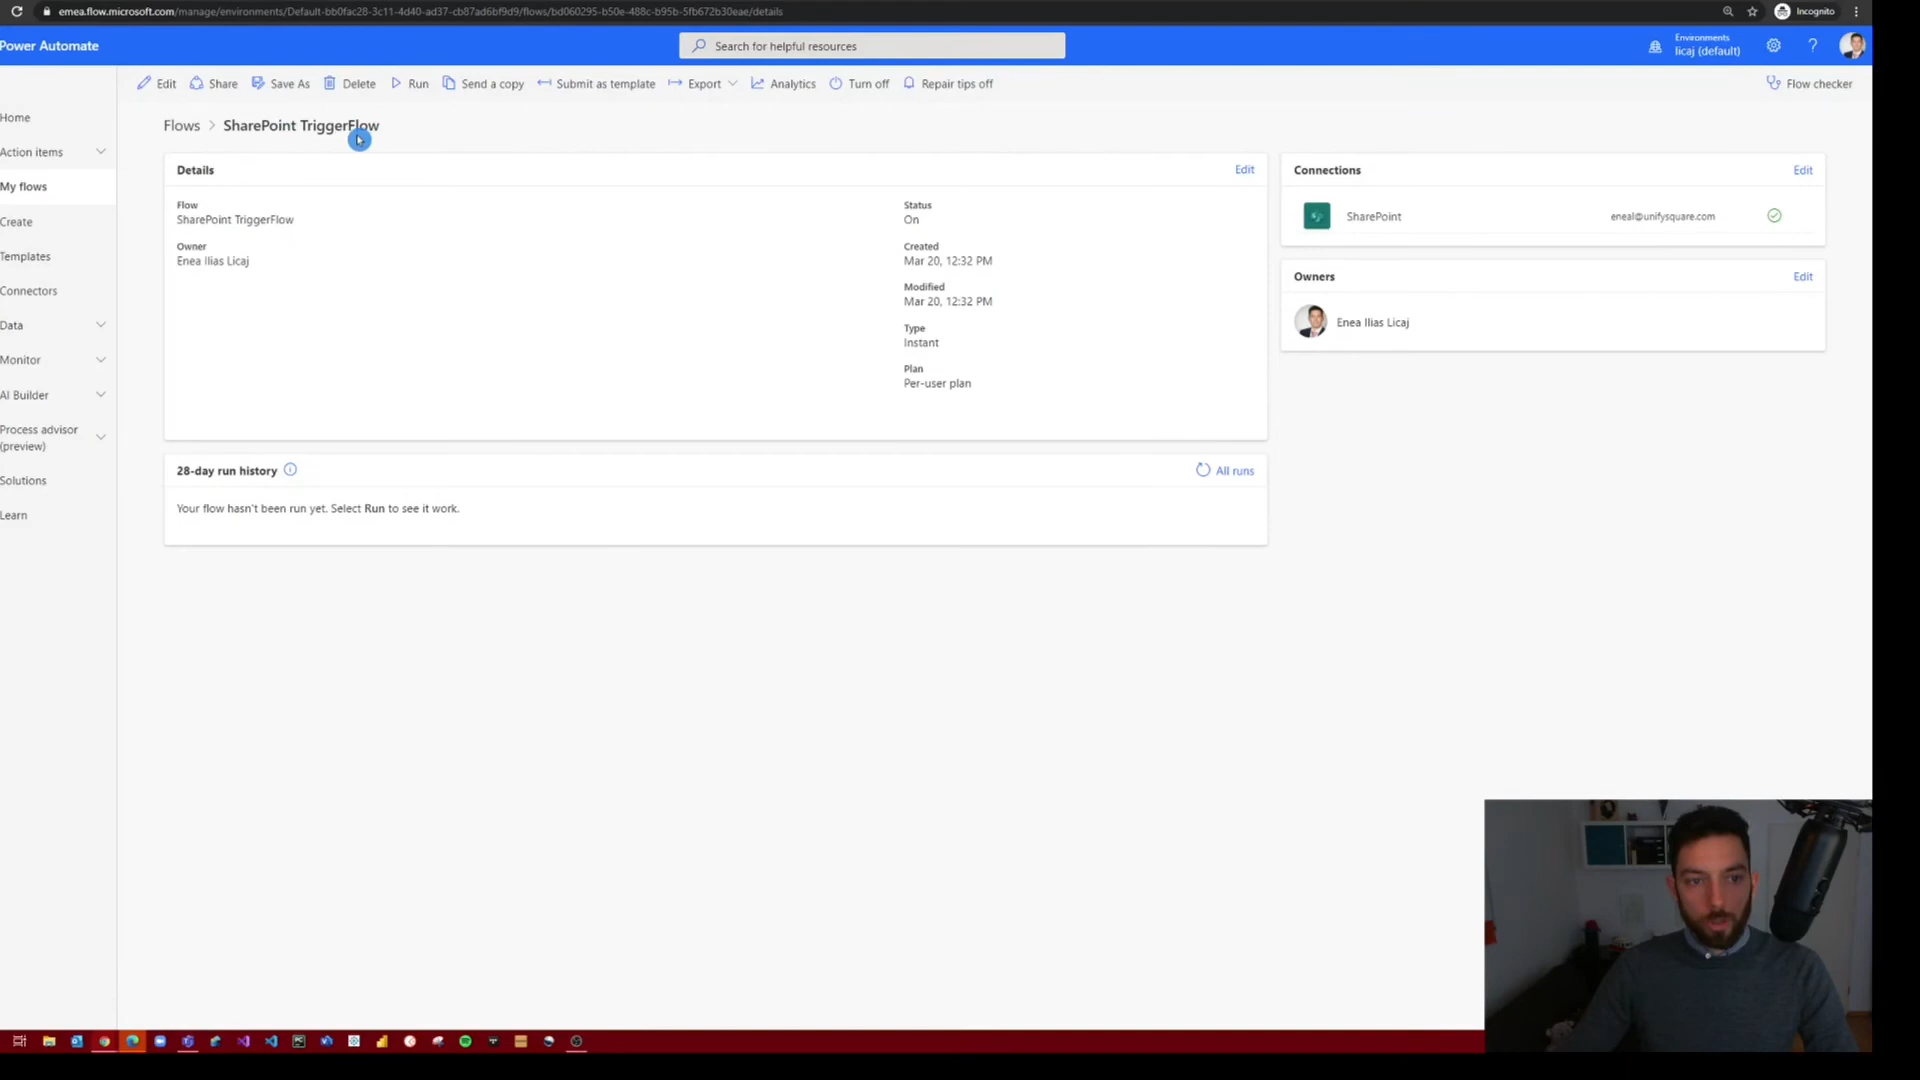 emea.flow.microsoft.com/manage/environments/Default-bb0fac28-3c11-4d40-ad37-cb87ad6bf9d9/flows/bd060295-b50e-488c-b95b-5fb672b30eae/details
Incognito
Power Automate
Search for helpful resources
Environments
licaj (default)
?
Edit
Share
Save As
Delete
Run
Send a copy
Submit as template
Export
Analytics
Turn off
Repair tips off
Flow checker
Home
Action items
My flows
Create
Templates
Connectors
Data
Monitor
AI Builder
Process advisor
(preview)
Solutions
Learn
Flows > SharePoint TriggerFlow
Details
Edit
Flow
SharePoint TriggerFlow
Owner
Enea Ilias Licaj
Status
On
Created
Mar 20, 12:32 PM
Modified
Mar 20, 12:32 PM
Type
Instant
Plan
Per-user plan
28-day run history
All runs
Your flow hasn't been run yet. Select Run to see it work.
Connections
Edit
SharePoint
eneal@unifysquare.com
Owners
Edit
Enea Ilias Licaj